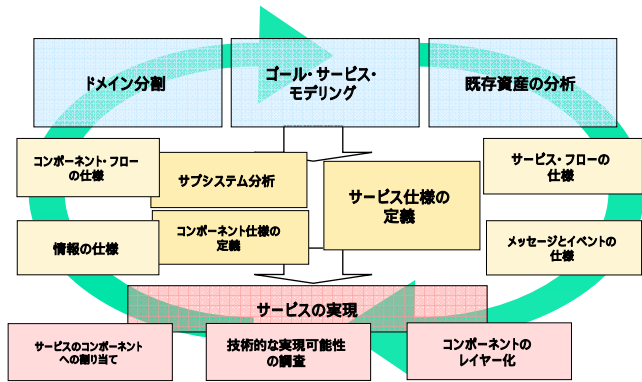 ドメイン分割
ゴール・サービス・
モデリング
既存資産の分析
コンポーネント・フロー
の仕様
サブシステム分析
サービス仕様の
定義
サービス・フローの
仕様
情報の仕様
コンポーネント仕様の
定義
メッセージとイベントの
仕様
サービスの実現
サービスのコンポーネント
への割り当て
技術的な実現可能性
の調査
コンポーネントの
レイヤー化